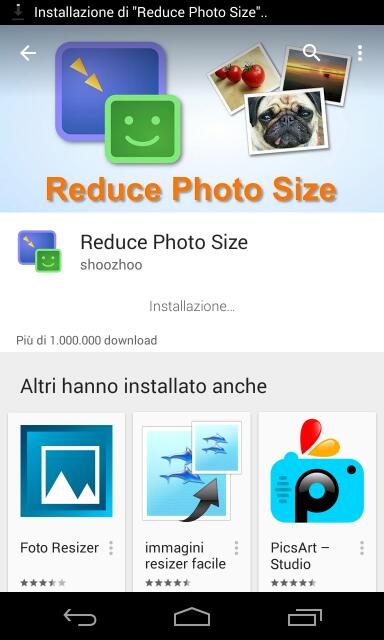 Installazione di "Reduce Photo Size"..
Reduce Photo Size
Reduce Photo Size
shoozhoo
Installazione...
Più di 1.000.000 download
Altri hanno installato anche
Foto Resizer
immagini
resizer facile
PicsArt –
Studio